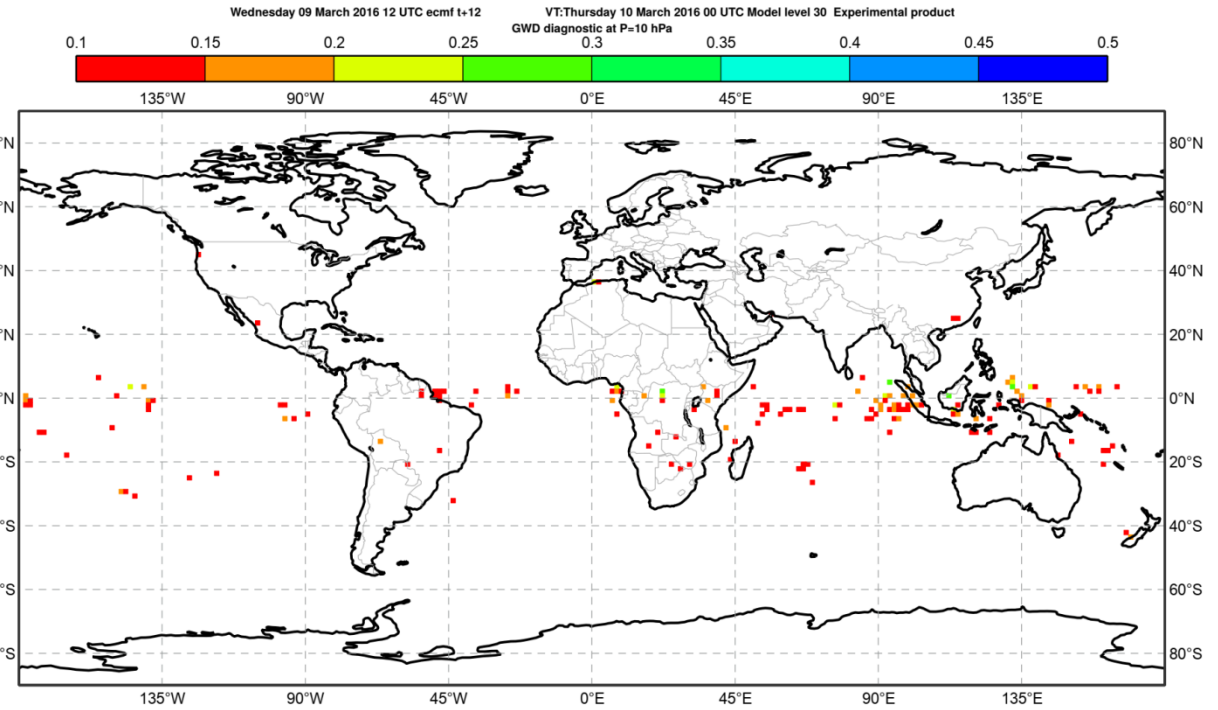 Wednesday 09 March 2016 12 UTC ecmf t+12 VT:Thursday 10 March 2016 00 UTC Model level 30 Experimental product
GWD diagnostic at P=10 hPa
0.1 0.15 0.2 0.25 0.3 0.35 0.4 0.45 0.5
135°W 90°W 45°W 0°E 45°E 90°E 135°E
°N 80°N
°N 60°N
°N 40°N
°N 20°N
°N 0°N
°S 20°S
°S 40°S
°S 60°S
°S 80°S
135°W 90°W 45°W 0°E 45°E 90°E 135°E